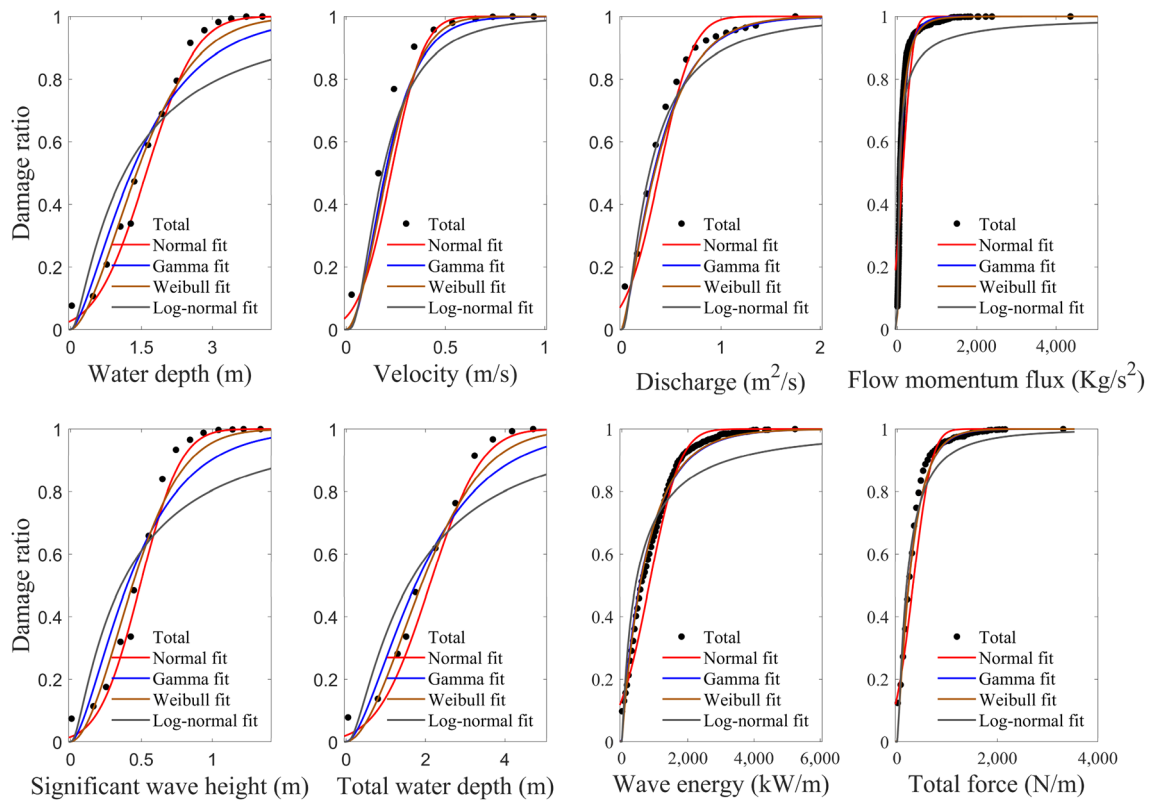 Damage ratio
1
0.8
0.6
0.4
0.2
0
Total
Normal fit
Gamma fit
Weibull fit
Log-normal fit
0 1.5 3
Water depth (m)
1
0.8
0.6
0.4
0.2
0
Total
Normal fit
Gamma fit
Weibull fit
Log-normal fit
0 0.5 1
Velocity (m/s)
1
0.8
0.6
0.4
0.2
0
Total
Normal fit
Gamma fit
Weibull fit
Log-normal fit
0 1 2
Discharge (m²/s)
1
0.8
0.6
0.4
0.2
0
Total
Normal fit
Gamma fit
Weibull fit
Log-normal fit
0 2,000 4,000
Flow momentum flux (Kg/s²)
Damage ratio
1
0.8
0.6
0.4
0.2
0
Total
Normal fit
Gamma fit
Weibull fit
Log-normal fit
0 0.5 1
Significant wave height (m)
1
0.8
0.6
0.4
0.2
0
Total
Normal fit
Gamma fit
Weibull fit
Log-normal fit
0 2 4
Total water depth (m)
1
0.8
0.6
0.4
0.2
0
Total
Normal fit
Gamma fit
Weibull fit
Log-normal fit
0 2,000 4,000 6,000
Wave energy (kW/m)
1
0.8
0.6
0.4
0.2
0
Total
Normal fit
Gamma fit
Weibull fit
Log-normal fit
0 2,000 4,000
Total force (N/m)